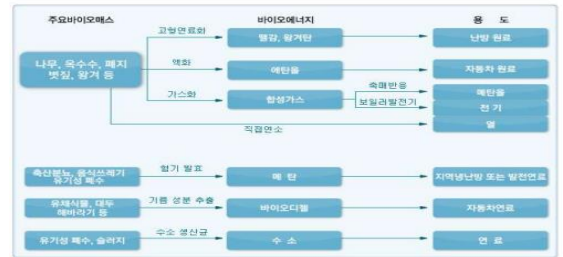 주요바이오매스 바이오에너지 용 도
고형연료화
나무, 옥수수, 폐지
볏짚, 왕겨 등
땔감, 왕겨탄
난방 원료
액화
에탄올
자동차 원료
가스화
합성가스
촉매반응
메탄올
보일러발전기
전 기
직접연소
열
축산분뇨, 음식쓰레기
유기성 폐수
혐기 발표
메 탄
지역냉난방 또는 발전연료
유채식물, 대두
해바라기 등
기름 성분 추출
바이오디젤
자동차연료
유기성 폐수, 슬러지
수소 생산균
수 소
연 료